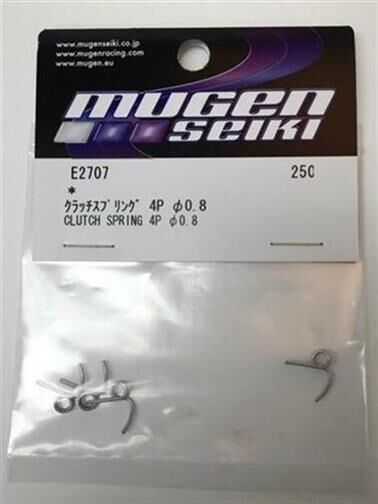 www.mugenseiki.co.jp
www.mugenracing.com
www.mugen.eu
mugen
SEIKI
E2707 250
*
クラッチスプリング 4P φ0.8
CLUTCH SPRING 4P φ0.8